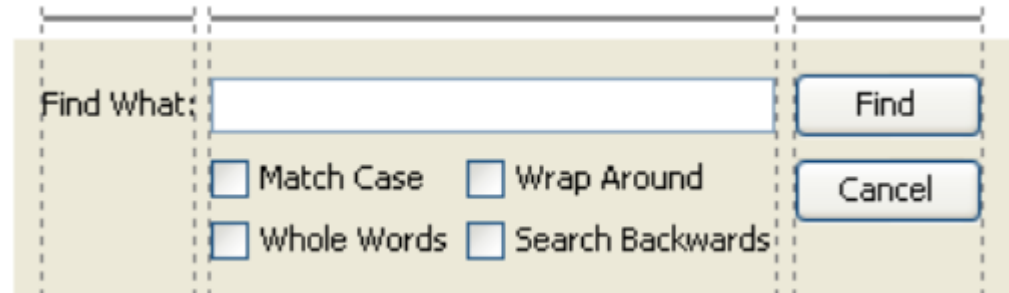 Find What: Find
Match Case Wrap Around Cancel
Whole Words Search Backwards